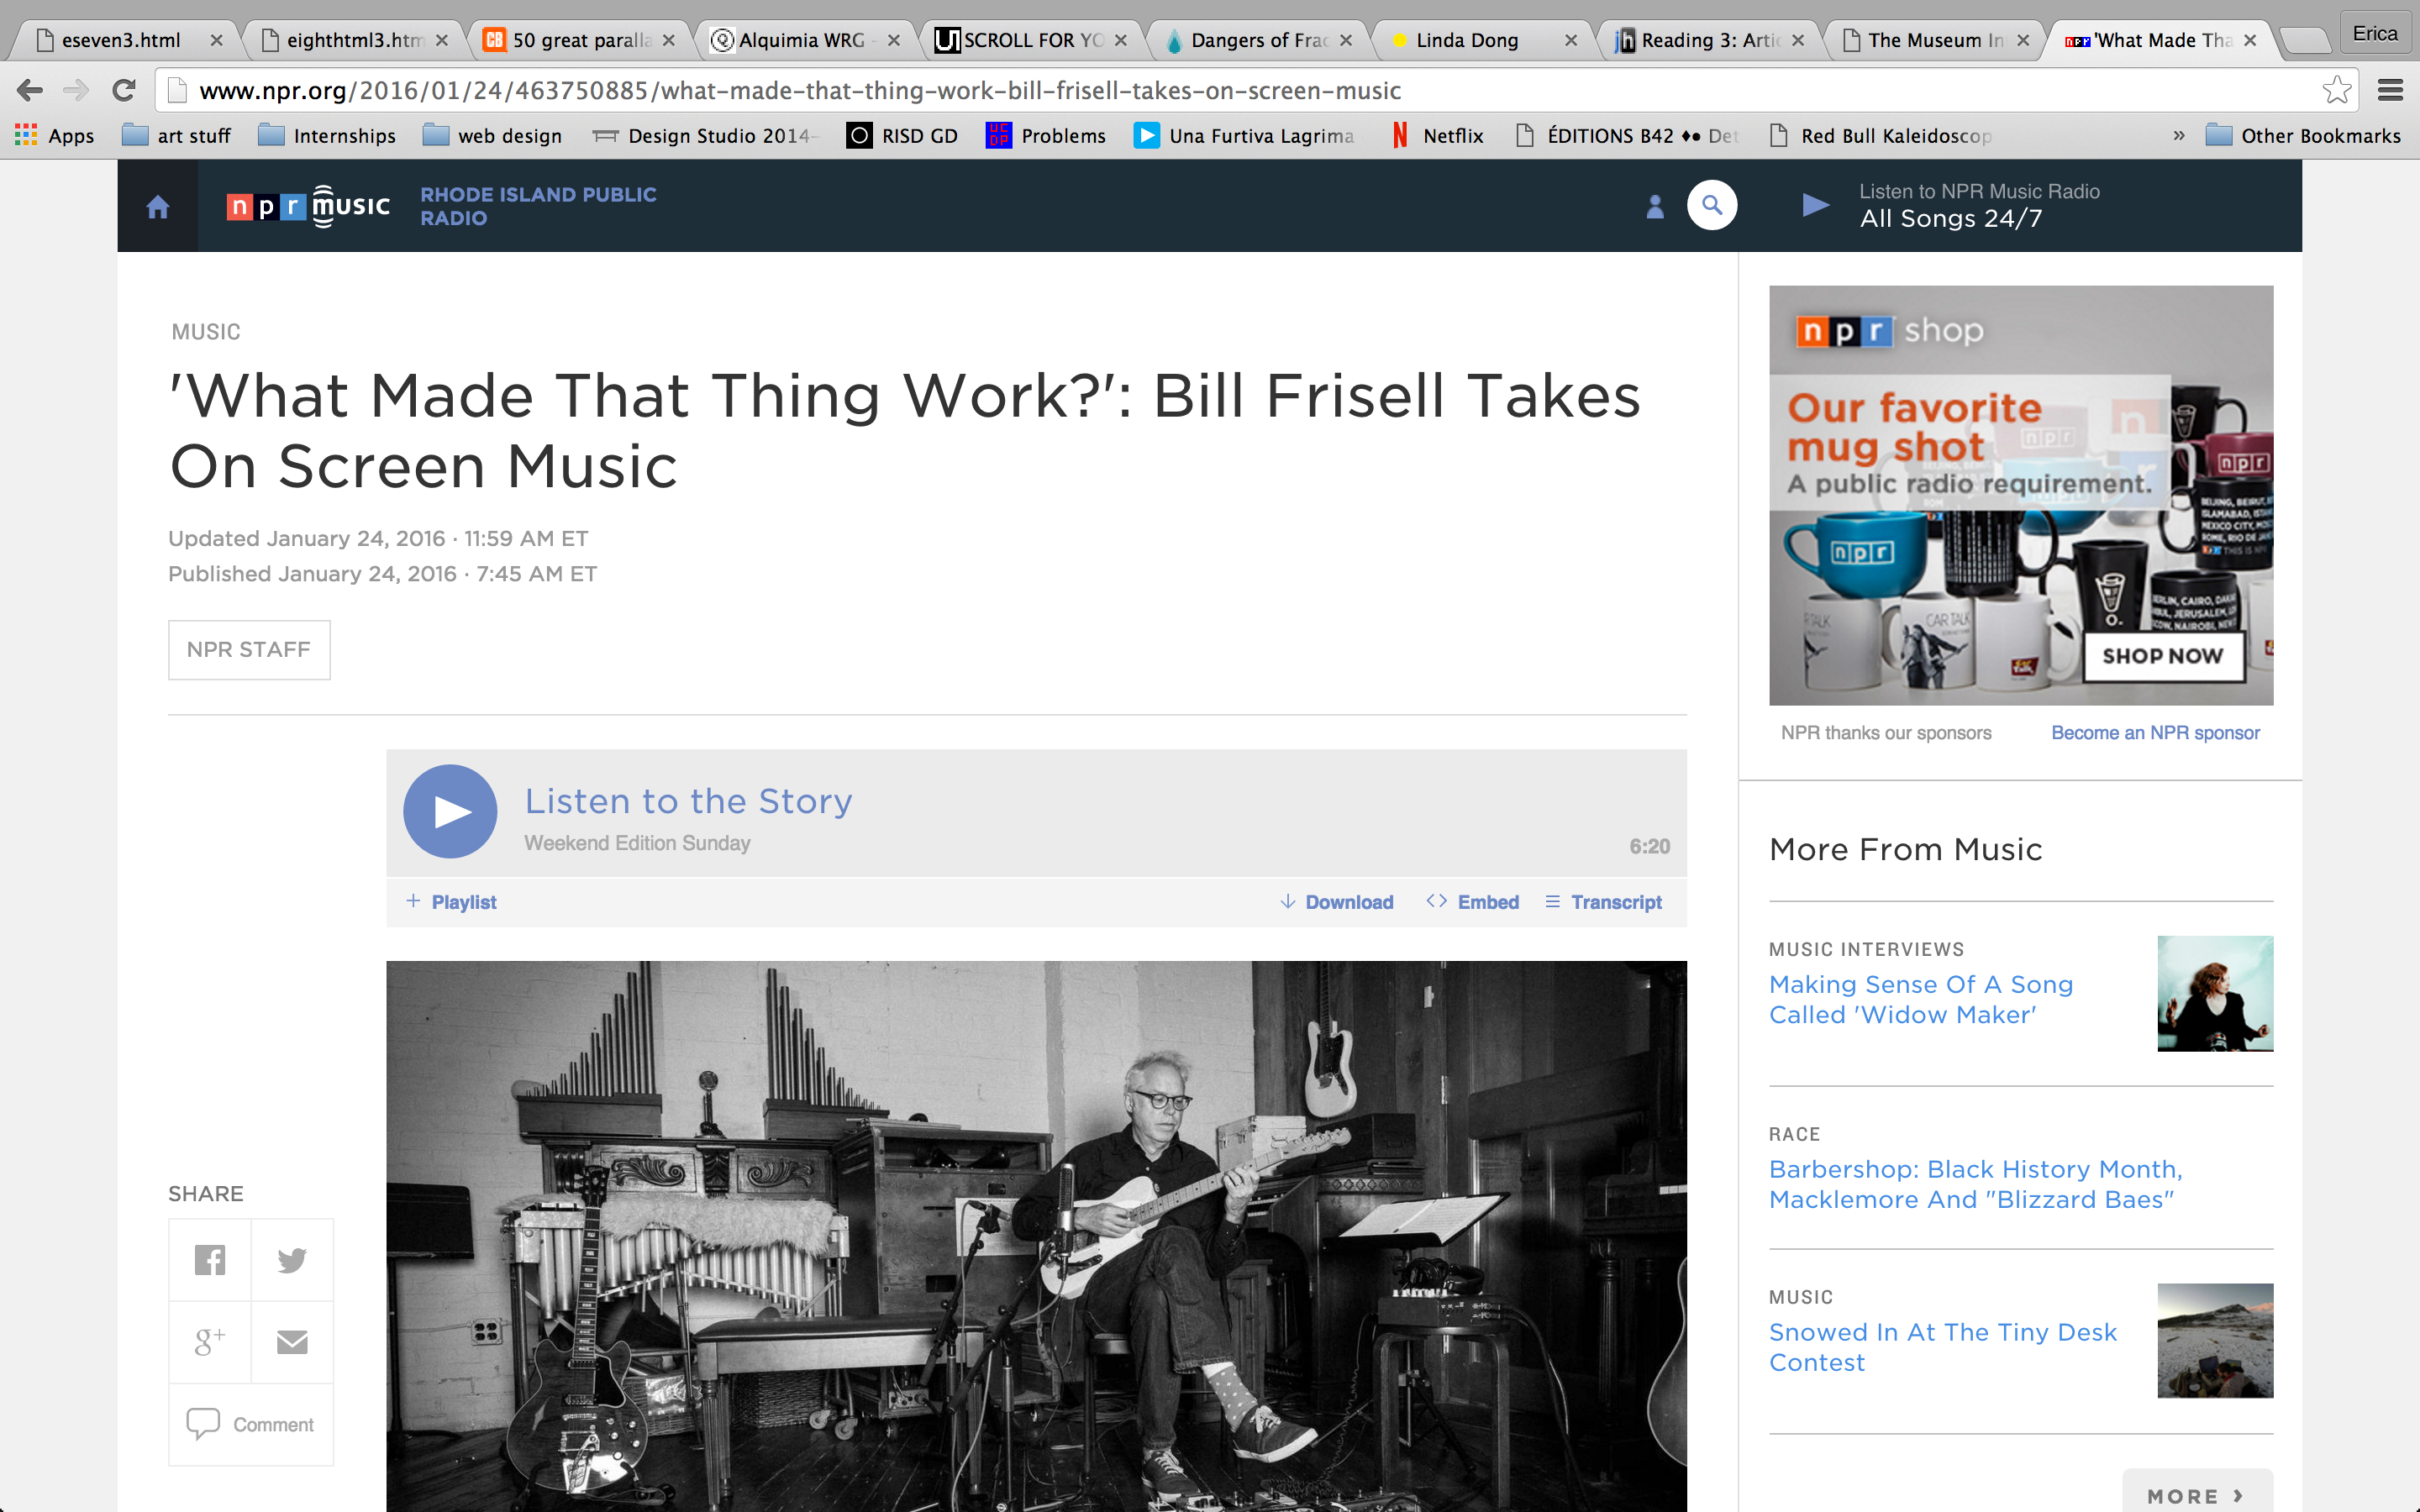 eseven3.html
eighthtml3.htm
50 great paralla
Alquimia WRG -
SCROLL FOR YO
Dangers of Frac
Linda Dong
Reading 3: Artic
The Museum In
'What Made Tha
Erica
www.npr.org/2016/01/24/463750885/what-made-that-thing-work-bill-frisell-takes-on-screen-music
Apps
art stuff
Internships
web design
Design Studio 2014-
RISD GD
Problems
Una Furtiva Lagrima
Netflix
ÉDITIONS B42 ♦● Det
Red Bull Kaleidoscop
»
Other Bookmarks
npr music
RHODE ISLAND PUBLIC
RADIO
Listen to NPR Music Radio
All Songs 24/7
MUSIC
'What Made That Thing Work?': Bill Frisell Takes
On Screen Music
Updated January 24, 2016 · 11:59 AM ET
Published January 24, 2016 · 7:45 AM ET
NPR STAFF
Listen to the Story
Weekend Edition Sunday
6:20
+ Playlist
Download
<> Embed
Transcript
SHARE
g+
Comment
npr shop
Our favorite
mug shot
A public radio requirement.
npr
npr
CAR TALK
SHOP NOW
NPR thanks our sponsors
Become an NPR sponsor
More From Music
MUSIC INTERVIEWS
Making Sense Of A Song
Called 'Widow Maker'
RACE
Barbershop: Black History Month,
Macklemore And "Blizzard Baes"
MUSIC
Snowed In At The Tiny Desk
Contest
MORE ›